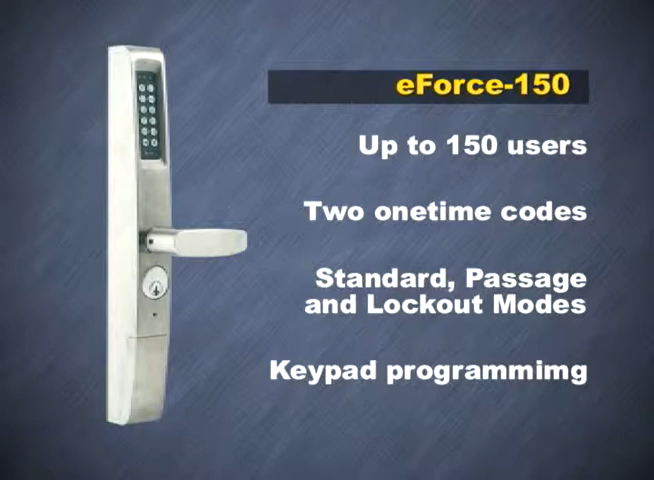 eForce-150
Up to 150 users
Two onetime codes
Standard, Passage
and Lockout Modes
Keypad programmimg